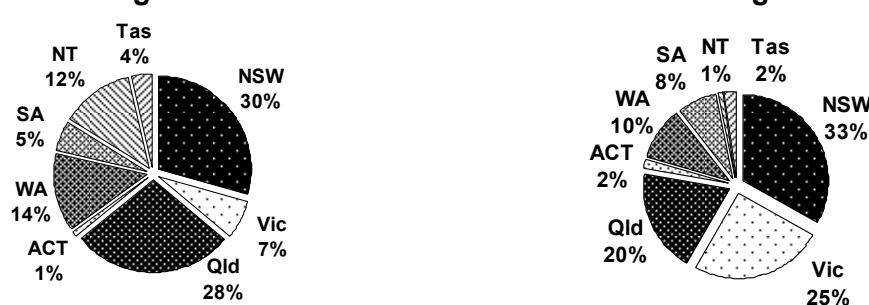 Tas
4%
NT
12%
NSW
30%
SA
5%
WA
14%
Vic
7%
ACT
1%
Qld
28%
SA
8%
NT
1%
Tas
2%
NSW
33%
WA
10%
ACT
2%
Qld
20%
Vic
25%